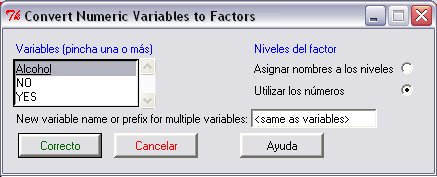 Convert Numeric Variables to Factors
Variables (pincha una o más)
Alcohol
NO
YES
Niveles del factor
Asignar nombres a los niveles
Utilizar los números
New variable name or prefix for multiple variables: <same as variables>
Correcto Cancelar Ayuda